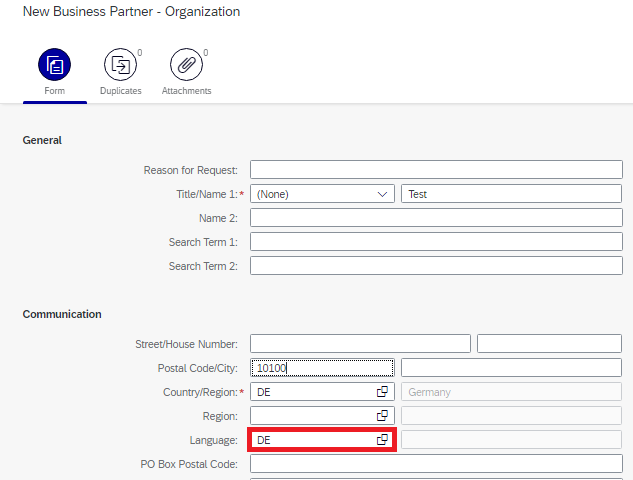 New Business Partner - Organization
0 0
Form Duplicates Attachments
General
Reason for Request:
Title/Name 1:* (None) Test
Name 2:
Search Term 1:
Search Term 2:
Communication
Street/House Number:
Postal Code/City: 10100
Country/Region:* DE Germany
Region:
Language: DE
PO Box Postal Code: